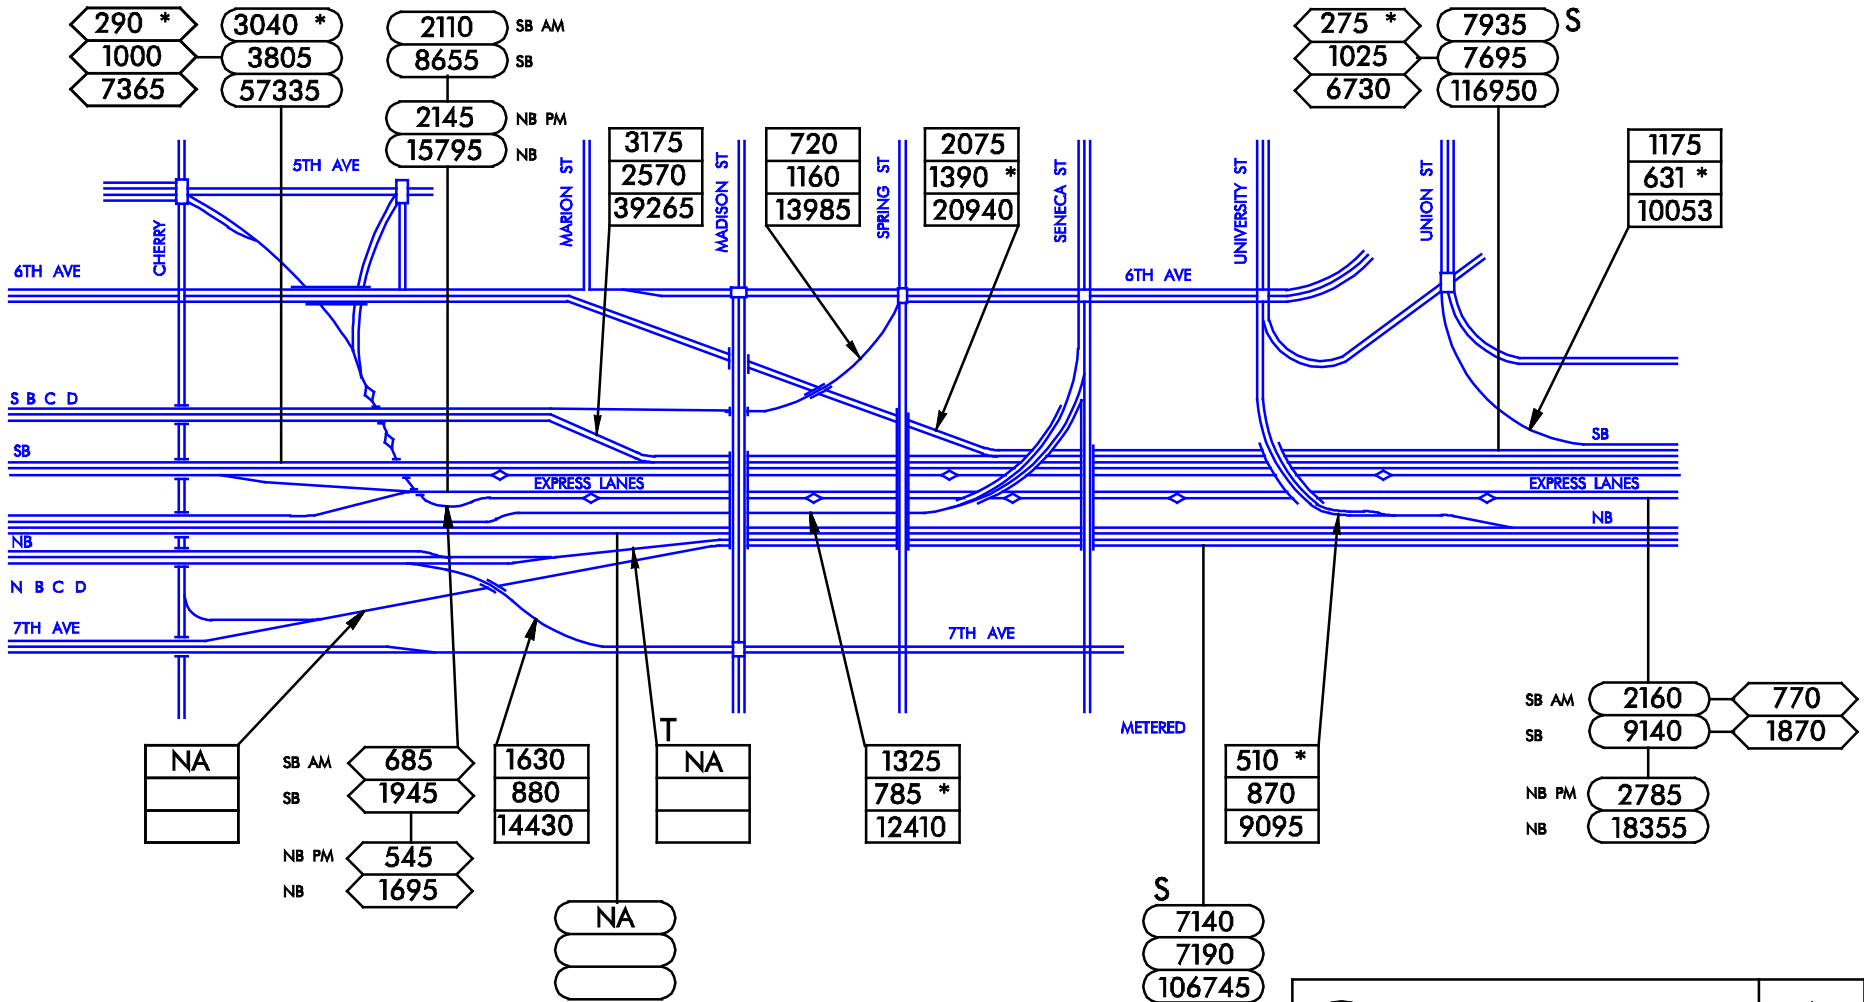 290 *
1000
7365
3040 *
3805
57335
2110 SB AM
8655 SB
2145 NB PM
15795 NB
275 *
1025
6730
7935 S
7695
116950
3175
2570
39265
720
1160
13985
2075
1390 *
20940
1175
631 *
10053
5TH AVE
CHERRY
MARION ST
MADISON ST
SPRING ST
SENECA ST
UNIVERSITY ST
UNION ST
6TH AVE
6TH AVE
S B C D
SB
SB
EXPRESS LANES
EXPRESS LANES
NB
NB
N B C D
7TH AVE
7TH AVE
METERED
NA
SB AM 685
SB 1945
NB PM 545
NB 1695
1630
880
14430
T
NA
1325
785 *
12410
510 *
870
9095
SB AM 2160 770
SB 9140 1870
NB PM 2785
NB 18355
NA
S
7140
7190
106745